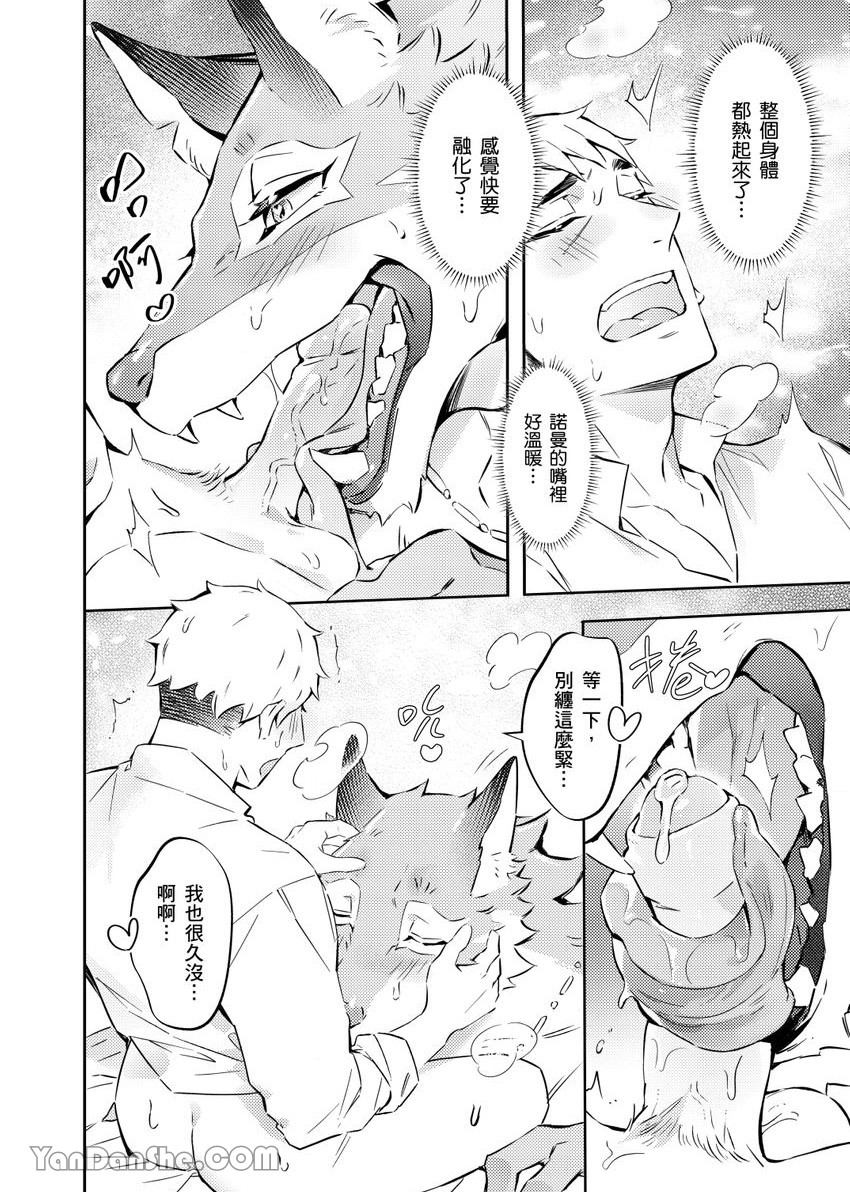 整個身體
都熱起來了…
諾曼的嘴裡
好溫暖…
感覺快要
融化了…
啊
捲
等一下，
別纏這麼緊…
吮
我也很久沒…
啊啊…
YanDanShe.com